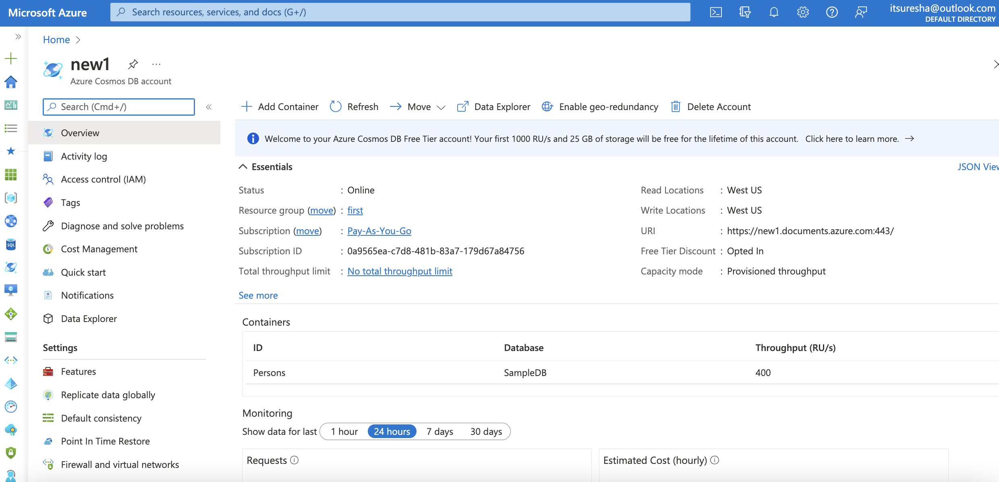 Microsoft Azure
Search resources, services, and docs (G+/)
itsuresha@outlook.com
DEFAULT DIRECTORY
Home
new1
Azure Cosmos DB account
Search (Cmd+/)
Add Container
Refresh
Move
Data Explorer
Enable geo-redundancy
Delete Account
Overview
Activity log
Access control (IAM)
Tags
Diagnose and solve problems
Cost Management
Quick start
Notifications
Data Explorer
Settings
Features
Replicate data globally
Default consistency
Point In Time Restore
Firewall and virtual networks
SQL
Welcome to your Azure Cosmos DB Free Tier account! Your first 1000 RU/s and 25 GB of storage will be free for the lifetime of this account. Click here to learn more. →
Essentials
JSON View
Status : Online
Resource group (move) : first
Subscription (move) : Pay-As-You-Go
Subscription ID : 0a9565ea-c7d8-481b-83a7-179d67a84756
Total throughput limit : No total throughput limit
Read Locations : West US
Write Locations : West US
URI : https://new1.documents.azure.com:443/
Free Tier Discount : Opted In
Capacity mode : Provisioned throughput
See more
Containers
ID Database Throughput (RU/s)
Persons SampleDB 400
Monitoring
Show data for last 1 hour 24 hours 7 days 30 days
Requests
Estimated Cost (hourly)